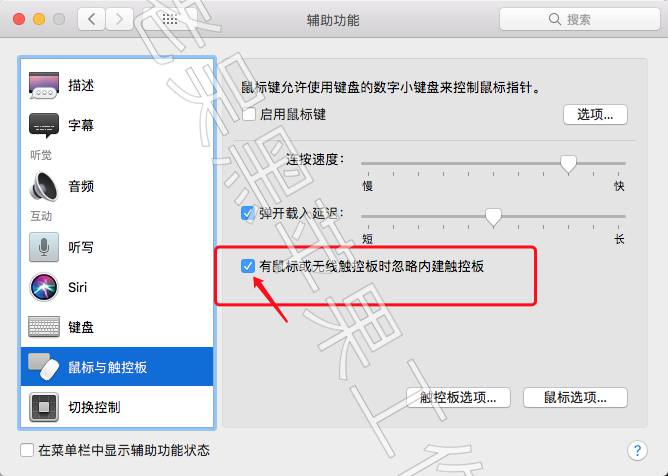 辅助功能
搜索
描述
字幕
听觉
音频
互动
听写
Siri
键盘
鼠标与触控板
切换控制
鼠标键允许使用键盘的数字小键盘来控制鼠标指针。
启用鼠标键
选项...
连按速度:
慢
快
弹开载入延迟:
短
长
有鼠标或无线触控板时忽略内建触控板
触控板选项...
鼠标选项...
在菜单栏中显示辅助功能状态
?
黑苹果工作